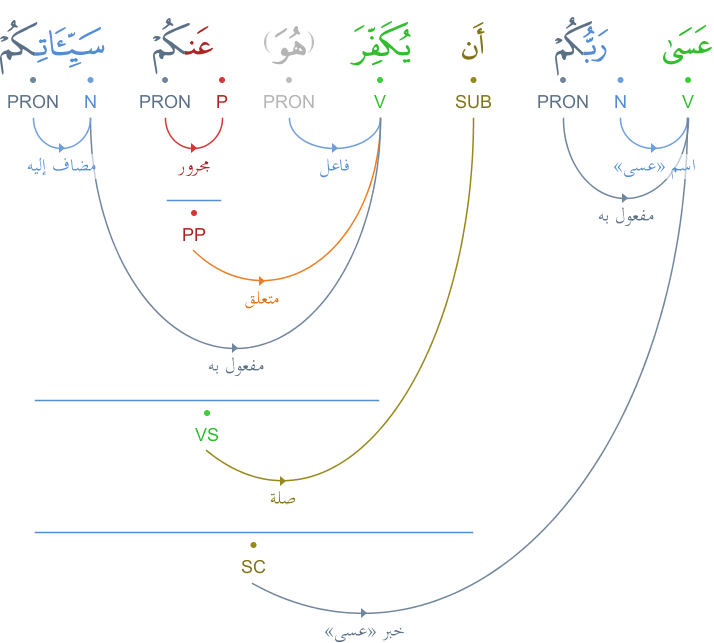 عَسَىٰ رَبُّكُمْ أَن يُكَفِّرَ (هُوَ) عَنكُمْ سَيِّـَٔاتِكُمْ
V N PRON SUB V PRON P PRON N PRON
اسم «عسى» فاعل مجرور مضاف إليه
مفعول به
PP
متعلق
مفعول به
VS
صلة
SC
خبر «عسى»